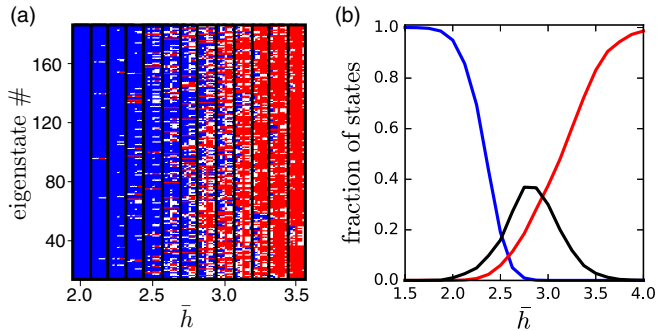 (a)
eigenstate #
160
120
80
40
2.0 2.5 3.0 3.5
h̄
(b)
fraction of states
1.0
0.8
0.6
0.4
0.2
0.0
1.5 2.0 2.5 3.0 3.5 4.0
h̄